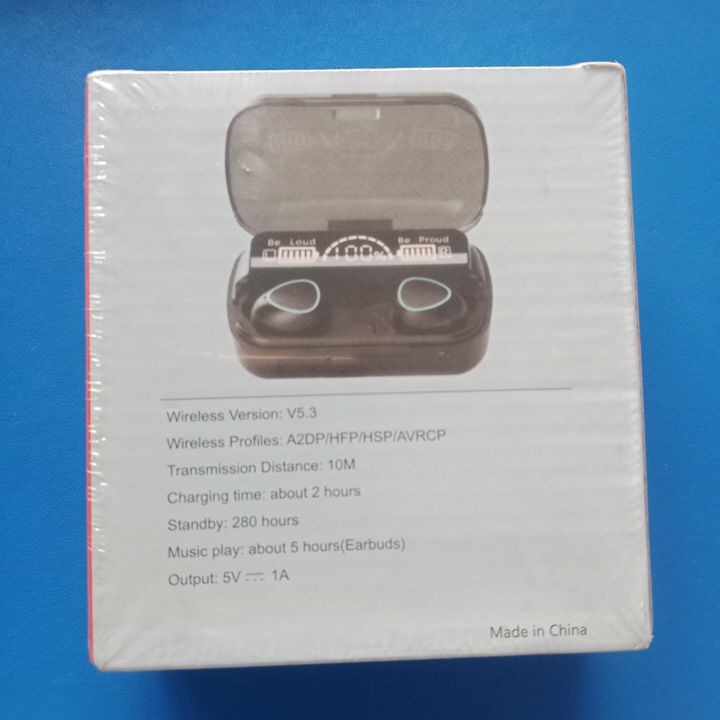 Be Loud Be Proud
100%
Wireless Version: V5.3
Wireless Profiles: A2DP/HFP/HSP/AVRCP
Transmission Distance: 10M
Charging time: about 2 hours
Standby: 280 hours
Music play: about 5 hours(Earbuds)
Output: 5V ⎓ 1A
Made in China